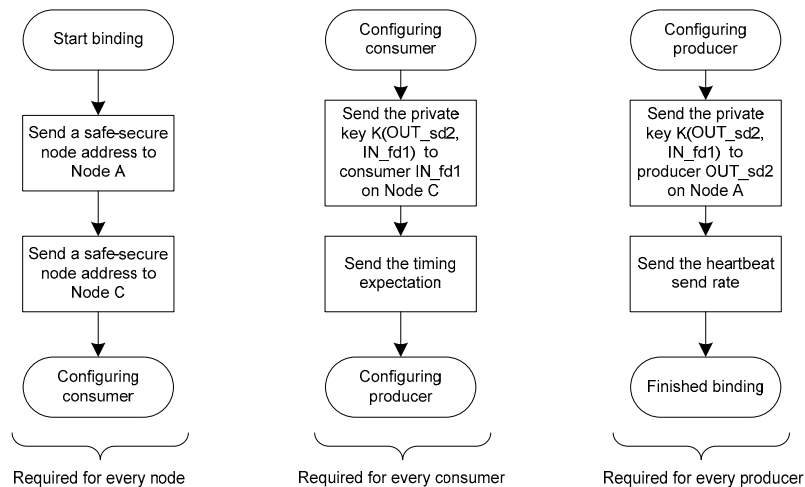 Start binding
Send a safe-secure
node address to
Node A
Send a safe-secure
node address to
Node C
Configuring
consumer
Required for every node
Configuring
consumer
Send the private
key K(OUT_sd2,
IN_fd1) to
consumer IN_fd1
on Node C
Send the timing
expectation
Configuring
producer
Required for every consumer
Configuring
producer
Send the private
key K(OUT_sd2,
IN_fd1) to
producer OUT_sd2
on Node A
Send the heartbeat
send rate
Finished binding
Required for every producer